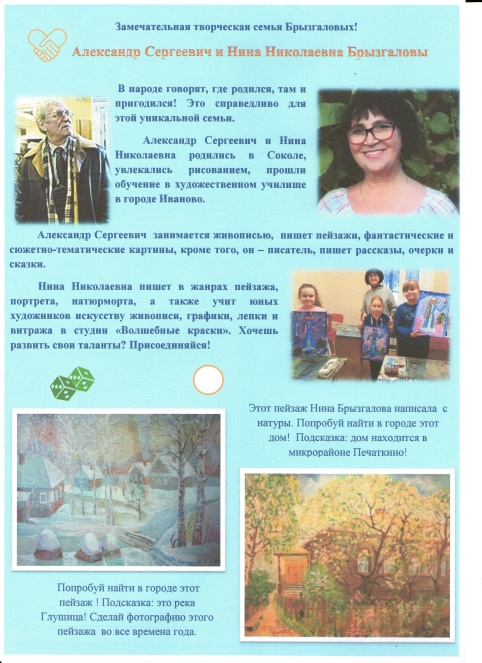 Замечательная творческая семья Брызгаловых!
Александр Сергеевич и Нина Николаевна Брызгаловы
В народе говорят, где родился, там и
пригодился! Это справедливо для
этой уникальной семьи.
Александр Сергеевич и Нина
Николаевна родились в Соколе,
увлекались рисованием, прошли
обучение в художественном училище
в городе Иваново.
Александр Сергеевич занимается живописью, пишет пейзажи, фантастические и
сюжетно-тематические картины, кроме того, он – писатель, пишет рассказы, очерки и
сказки.
Нина Николаевна пишет в жанрах пейзажа,
портрета, натюрморта, а также учит юных
художников искусству живописи, графики, лепки и
витража в студии «Волшебные краски». Хочешь
развить свои таланты? Присоединяйся!
Этот пейзаж Нина Брызгалова написала с
натуры. Попробуй найти в городе этот
дом! Подсказка: дом находится в
микрорайоне Печаткино!
Попробуй найти в городе этот
пейзаж ! Подсказка: это река
Глушица! Сделай фотографию этого
пейзажа во все времена года.